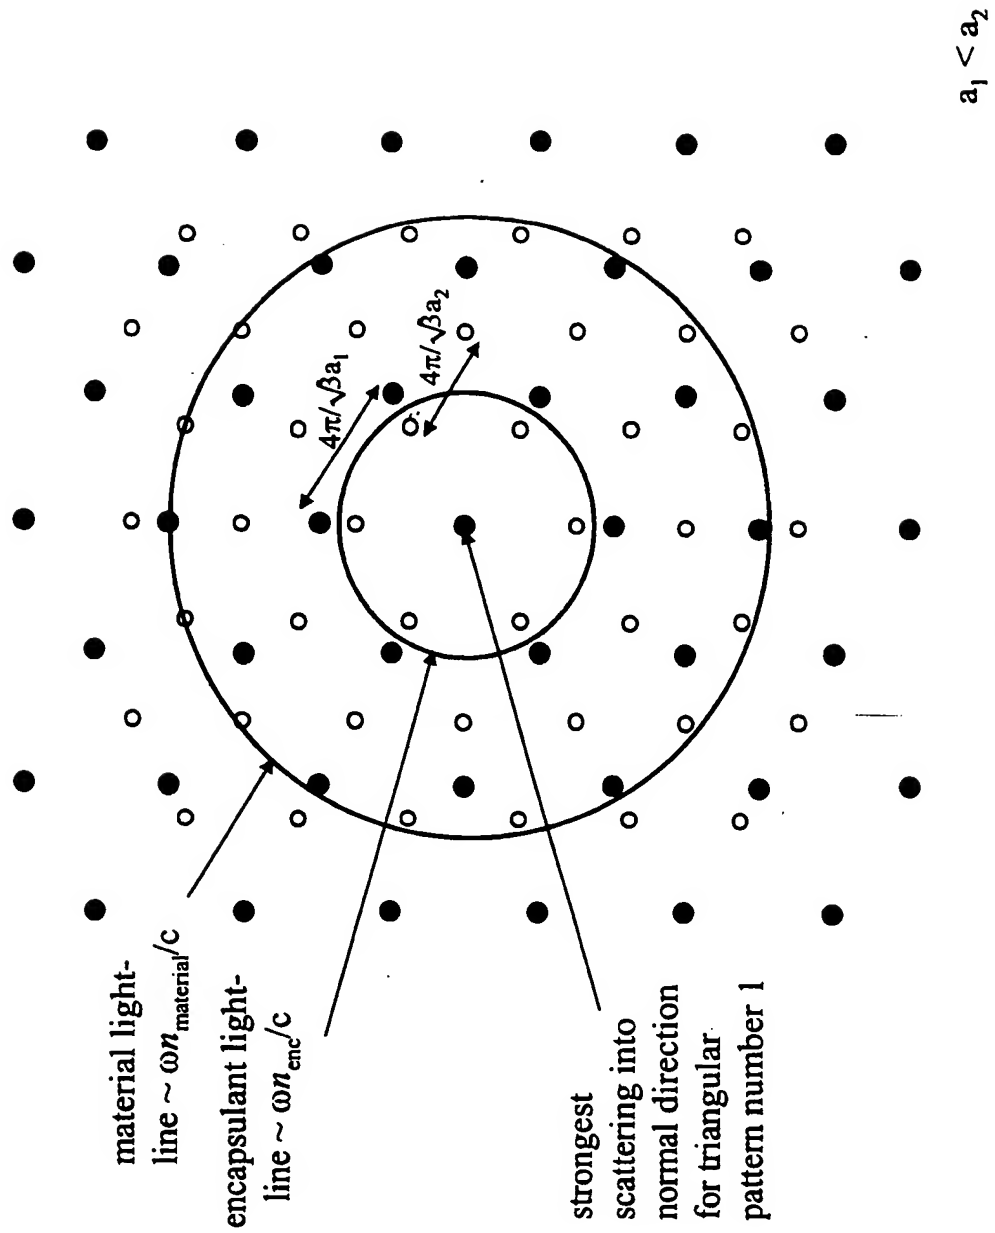 material light-
line ~ ωn_material/c
encapsulant light-
line ~ ωn_enc/c
strongest
scattering into
normal direction
for triangular
pattern number 1
4π/√3a₁
4π/√3a₂
a₁ < a₂